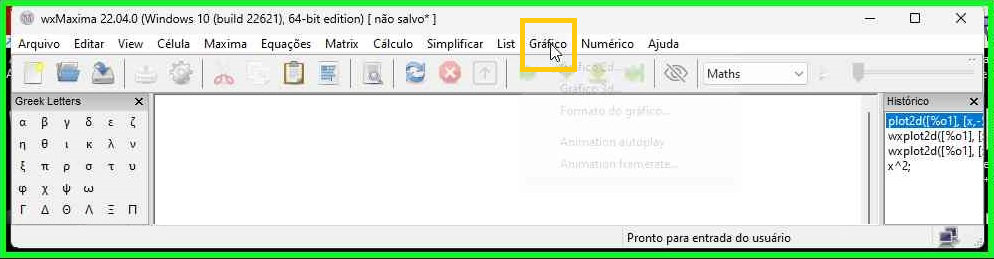 wxMaxima 22.04.0 (Windows 10 (build 22621), 64-bit edition) [ não salvo* ]
Arquivo Editar View Célula Maxima Equações Matrix Cálculo Simplificar List Gráfico Numérico Ajuda
Gráfico 2d...
Maths
Gráfico 3d...
Formato do gráfico...
Animation autoplay
Animation framerate...
Greek Letters
α β γ δ ε ζ
η θ ι κ λ ν
ξ π ρ σ τ υ
φ χ ψ ω
Γ Δ Θ Λ Ξ Π
Histórico
plot2d([%o1], [x,-
wxplot2d([%o1], [
wxplot2d([%o1], [
x^2;
Pronto para entrada do usuário